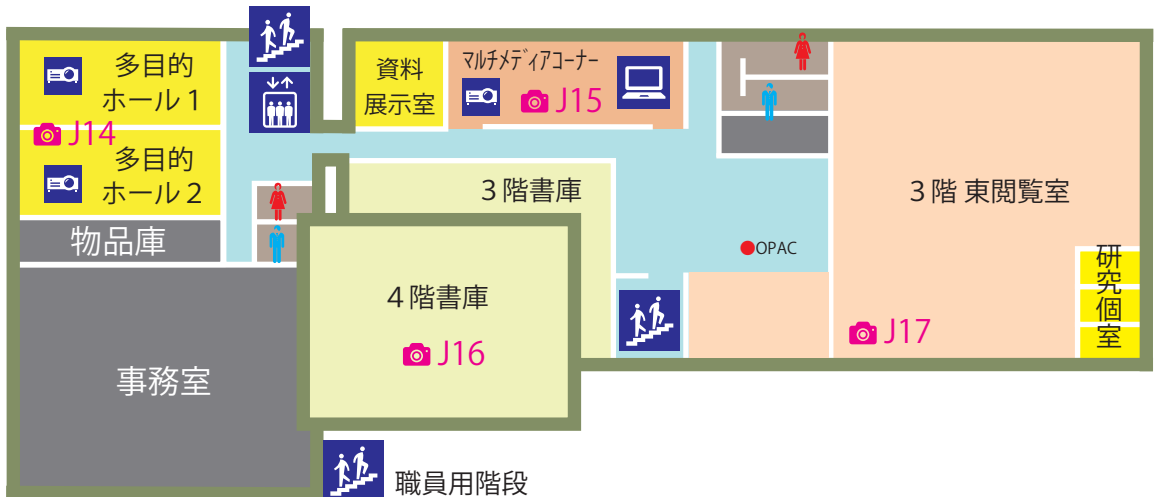 多目的
ホール1
J14
多目的
ホール2
物品庫
事務室
資料
展示室
マルチメディアコーナー
J15
3階書庫
4階書庫
J16
OPAC
3階 東閲覧室
J17
研究個室
職員用階段